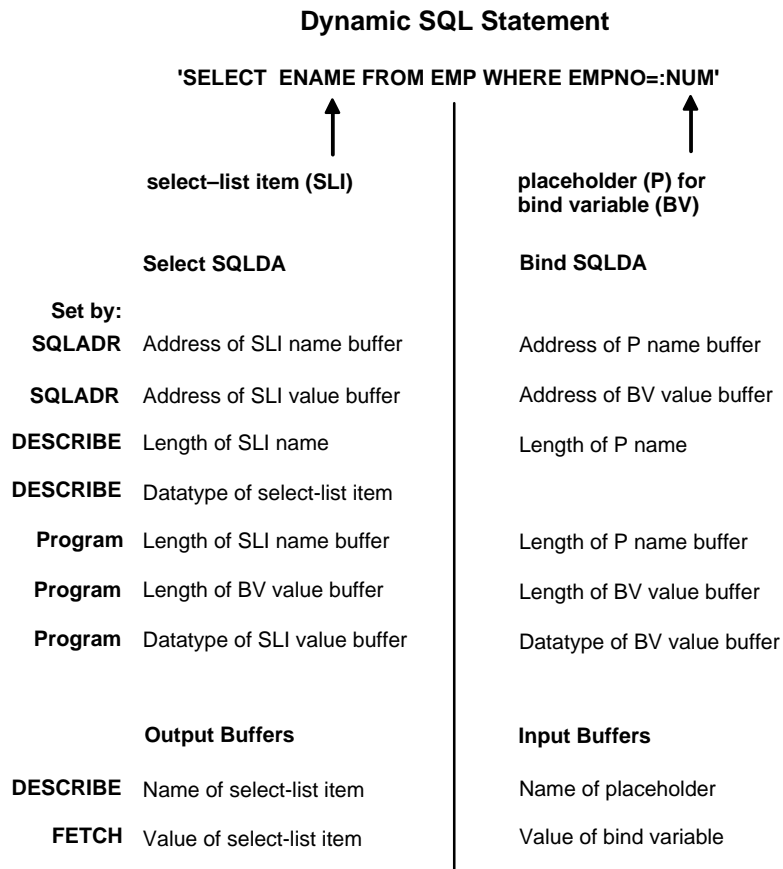 Dynamic SQL Statement
'SELECT ENAME FROM EMP WHERE EMPNO=:NUM'
select–list item (SLI)
placeholder (P) for
bind variable (BV)
Select SQLDA
Bind SQLDA
Set by:
SQLADR Address of SLI name buffer Address of P name buffer
SQLADR Address of SLI value buffer Address of BV value buffer
DESCRIBE Length of SLI name Length of P name
DESCRIBE Datatype of select-list item
Program Length of SLI name buffer Length of P name buffer
Program Length of BV value buffer Length of BV value buffer
Program Datatype of SLI value buffer Datatype of BV value buffer
Output Buffers Input Buffers
DESCRIBE Name of select-list item Name of placeholder
FETCH Value of select-list item Value of bind variable